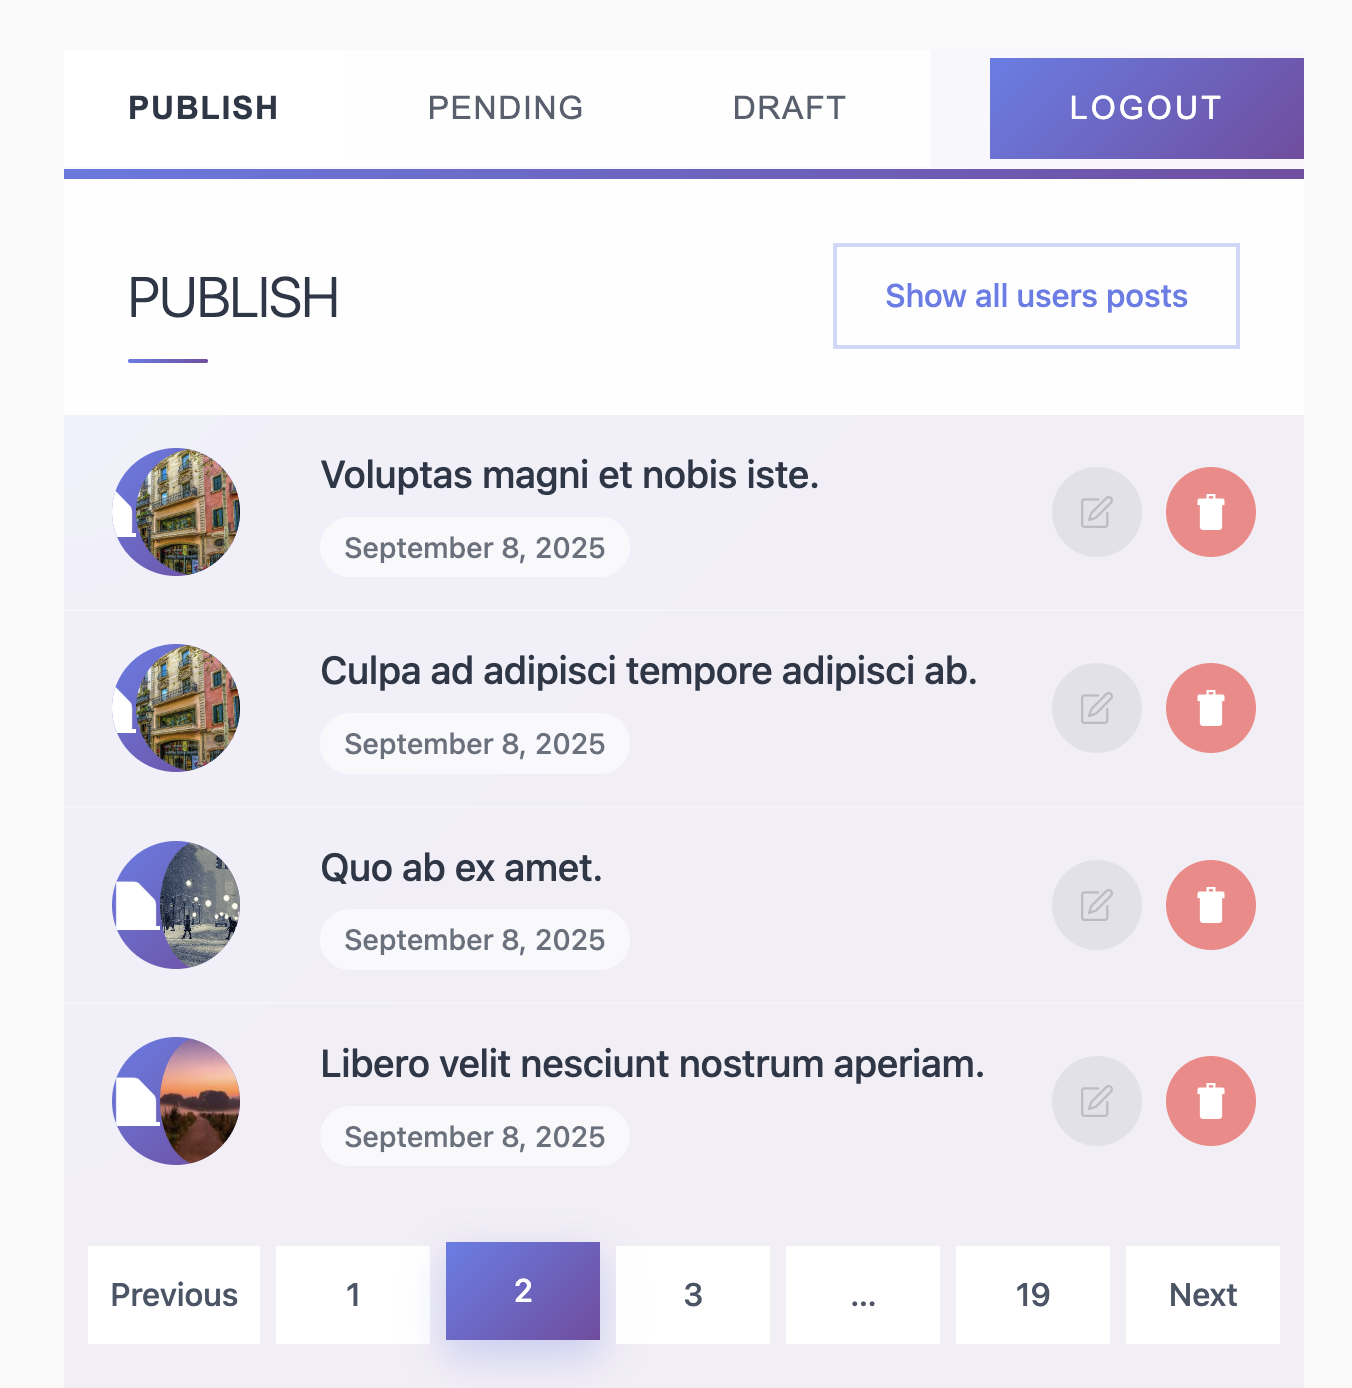 PUBLISH PENDING DRAFT LOGOUT
PUBLISH
Show all users posts
Voluptas magni et nobis iste.
September 8, 2025
Culpa ad adipisci tempore adipisci ab.
September 8, 2025
Quo ab ex amet.
September 8, 2025
Libero velit nesciunt nostrum aperiam.
September 8, 2025
Previous 1 2 3 ... 19 Next